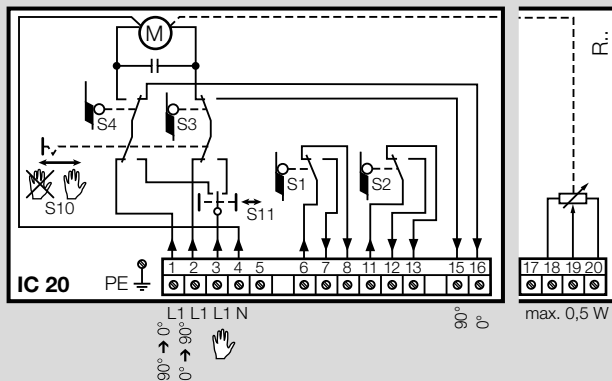 M
R..
S4
S3
S1
S2
S10
S11
IC 20
PE
1 2 3 4 5 6 7 8 11 12 13 15 16
17 18 19 20
L1 L1 L1 N
90° → 0°
0° → 90°
90°
0°
max. 0,5 W